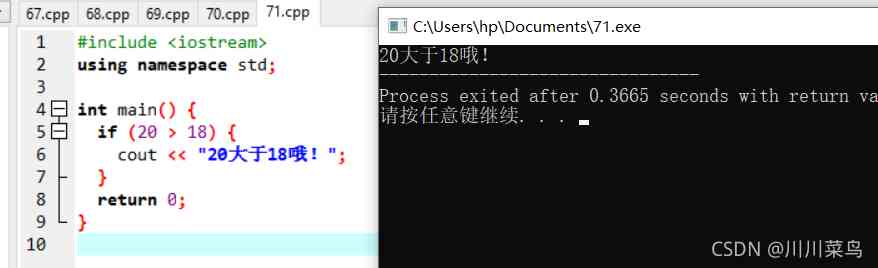 67.cpp 68.cpp 69.cpp 70.cpp 71.cpp
1 #include <iostream>
2 using namespace std;
3
4 int main() {
5 if (20 > 18) {
6 cout << "20大于18哦！";
7 }
8 return 0;
9 }
10
C:\Users\hp\Documents\71.exe
20大于18哦！
--------------------------------
Process exited after 0.3665 seconds with return va
请按任意键继续. . .
CSDN @川川菜鸟